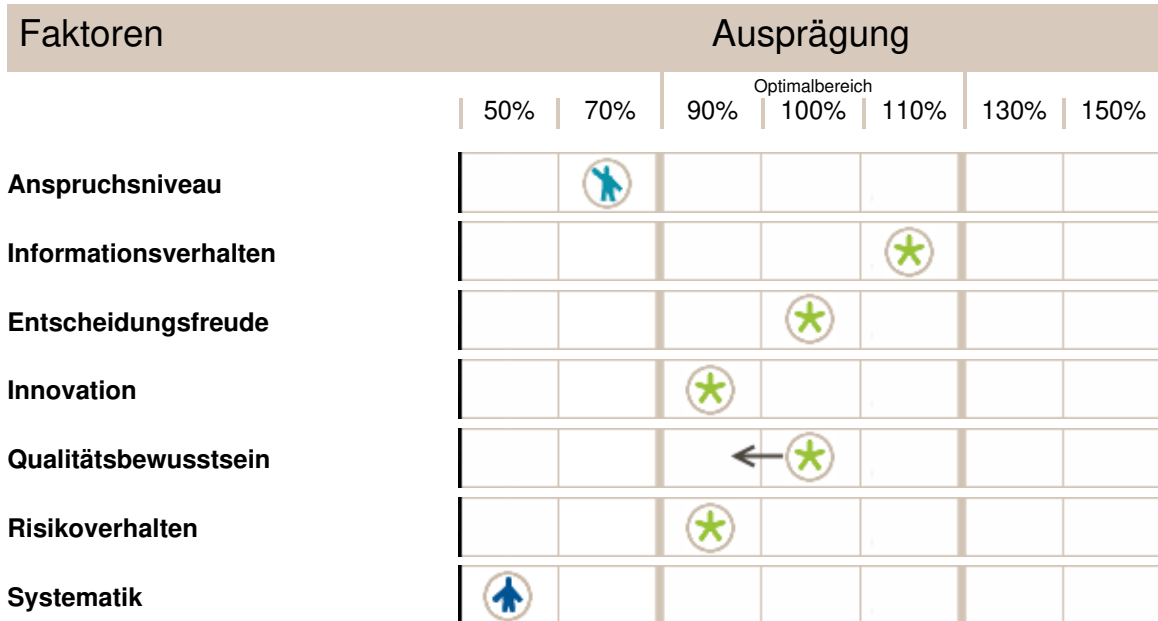 Faktoren Ausprägung
Optimalbereich
50% 70% 90% 100% 110% 130% 150%
Anspruchsniveau
Informationsverhalten
Entscheidungsfreude
Innovation
Qualitätsbewusstsein
Risikoverhalten
Systematik